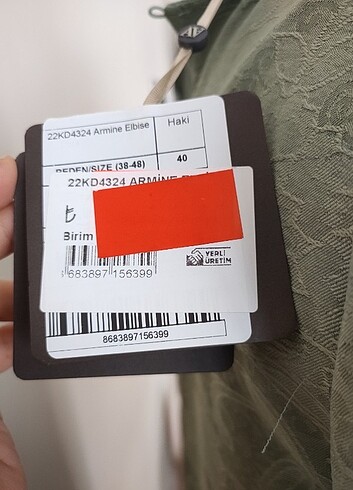 22KD4324 Armine Elbise
Haki
BEDEN/SIZE (38-48)
40
22KD4324 ARMİNE
₺
Birim
683897 156399
YERLİ
ÜRETİM
8683897156399